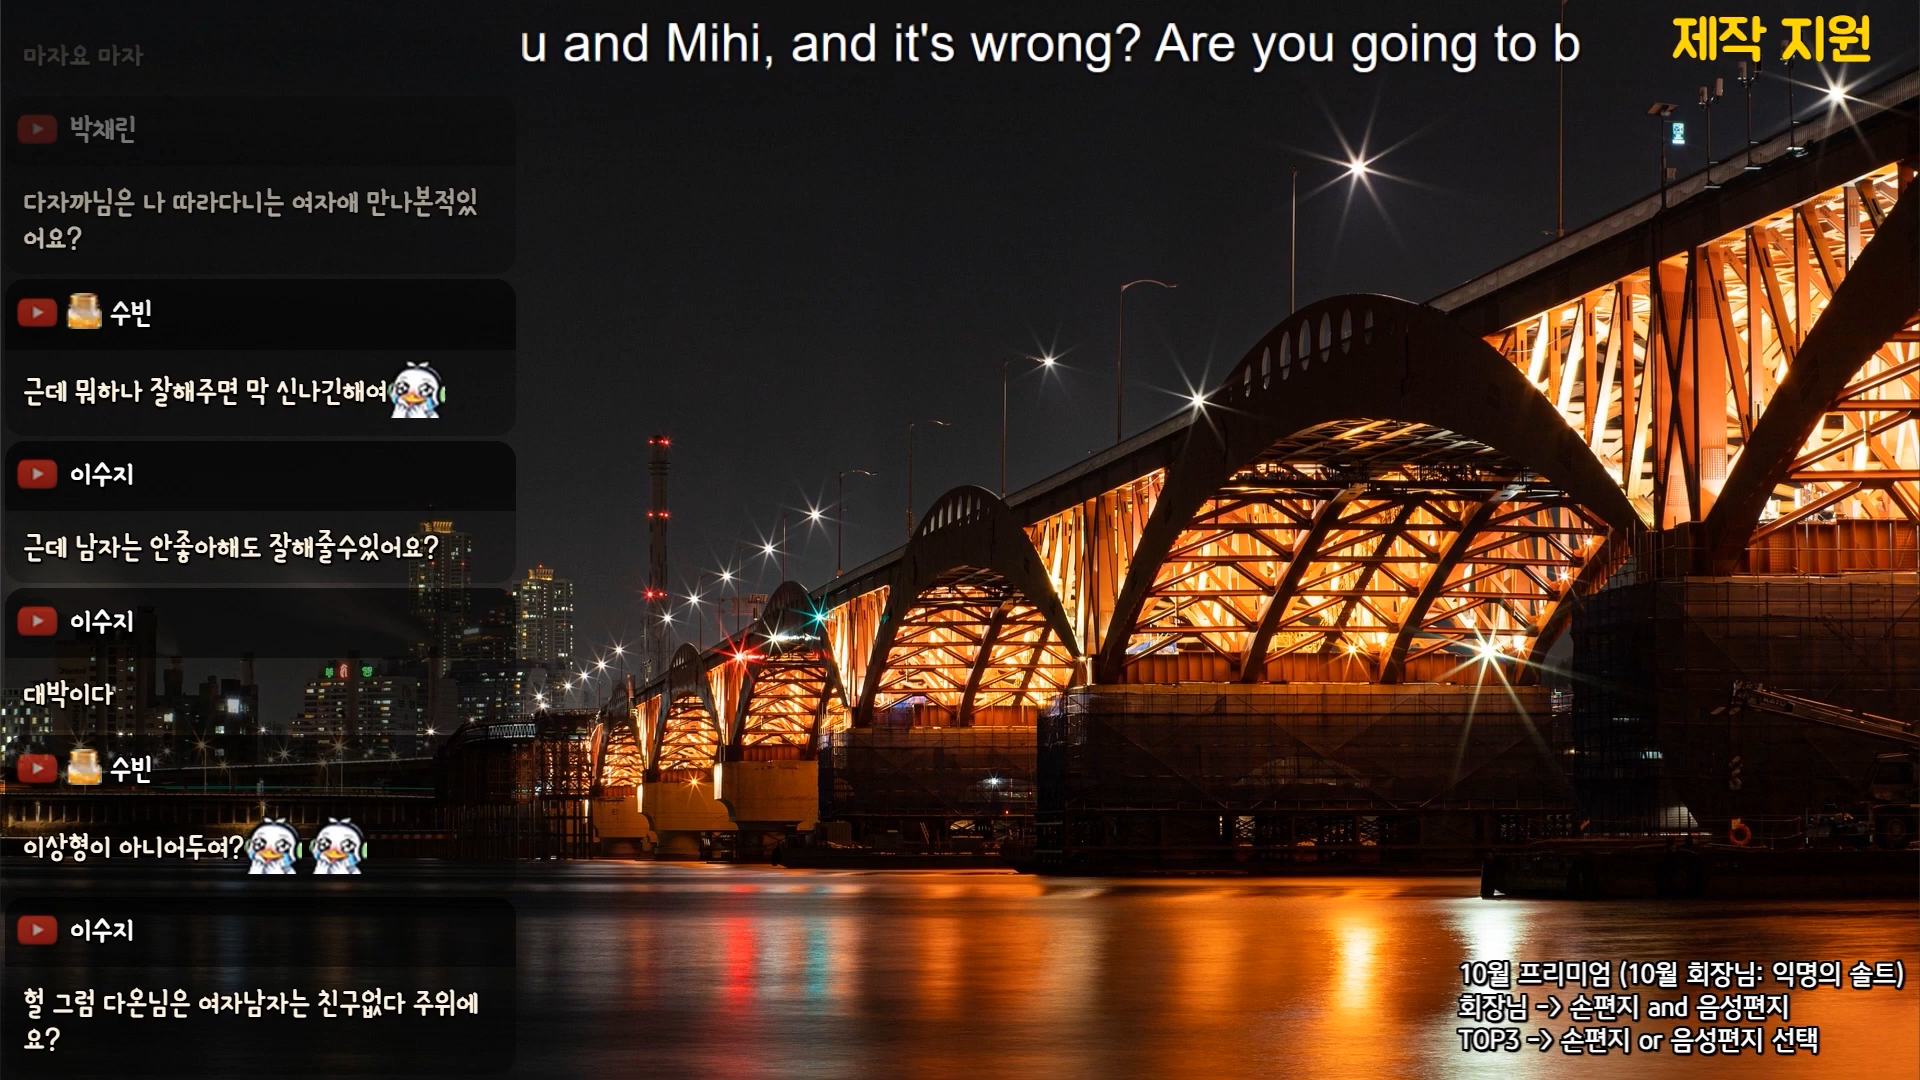 u and Mihi, and it's wrong? Are you going to b
제작 지원
마자요 마자
박채린
다자까님은 나 따라다니는 여자애 만나본적있
어요?
수빈
근데 뭐하나 잘해주면 막 신나긴해여
이수지
근데 남자는 안좋아해도 잘해줄수있어요?
이수지
대박이다
수빈
이상형이 아니어두여?
이수지
헐 그럼 다온님은 여자남자는 친구없다 주위에
요?
10월 프리미엄 (10월 회장님: 익명의 솔트)
회장님 -> 손편지 and 음성편지
TOP3 -> 손편지 or 음성편지 선택